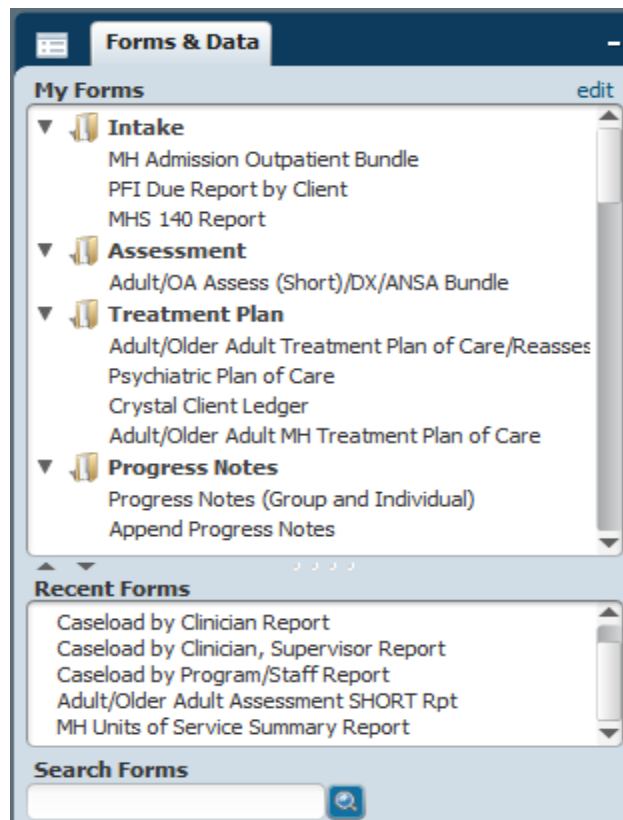 Forms & Data
My Forms edit
Intake
MH Admission Outpatient Bundle
PFI Due Report by Client
MHS 140 Report
Assessment
Adult/OA Assess (Short)/DX/ANSA Bundle
Treatment Plan
Adult/Older Adult Treatment Plan of Care/Reasses
Psychiatric Plan of Care
Crystal Client Ledger
Adult/Older Adult MH Treatment Plan of Care
Progress Notes
Progress Notes (Group and Individual)
Append Progress Notes
Recent Forms
Caseload by Clinician Report
Caseload by Clinician, Supervisor Report
Caseload by Program/Staff Report
Adult/Older Adult Assessment SHORT Rpt
MH Units of Service Summary Report
Search Forms